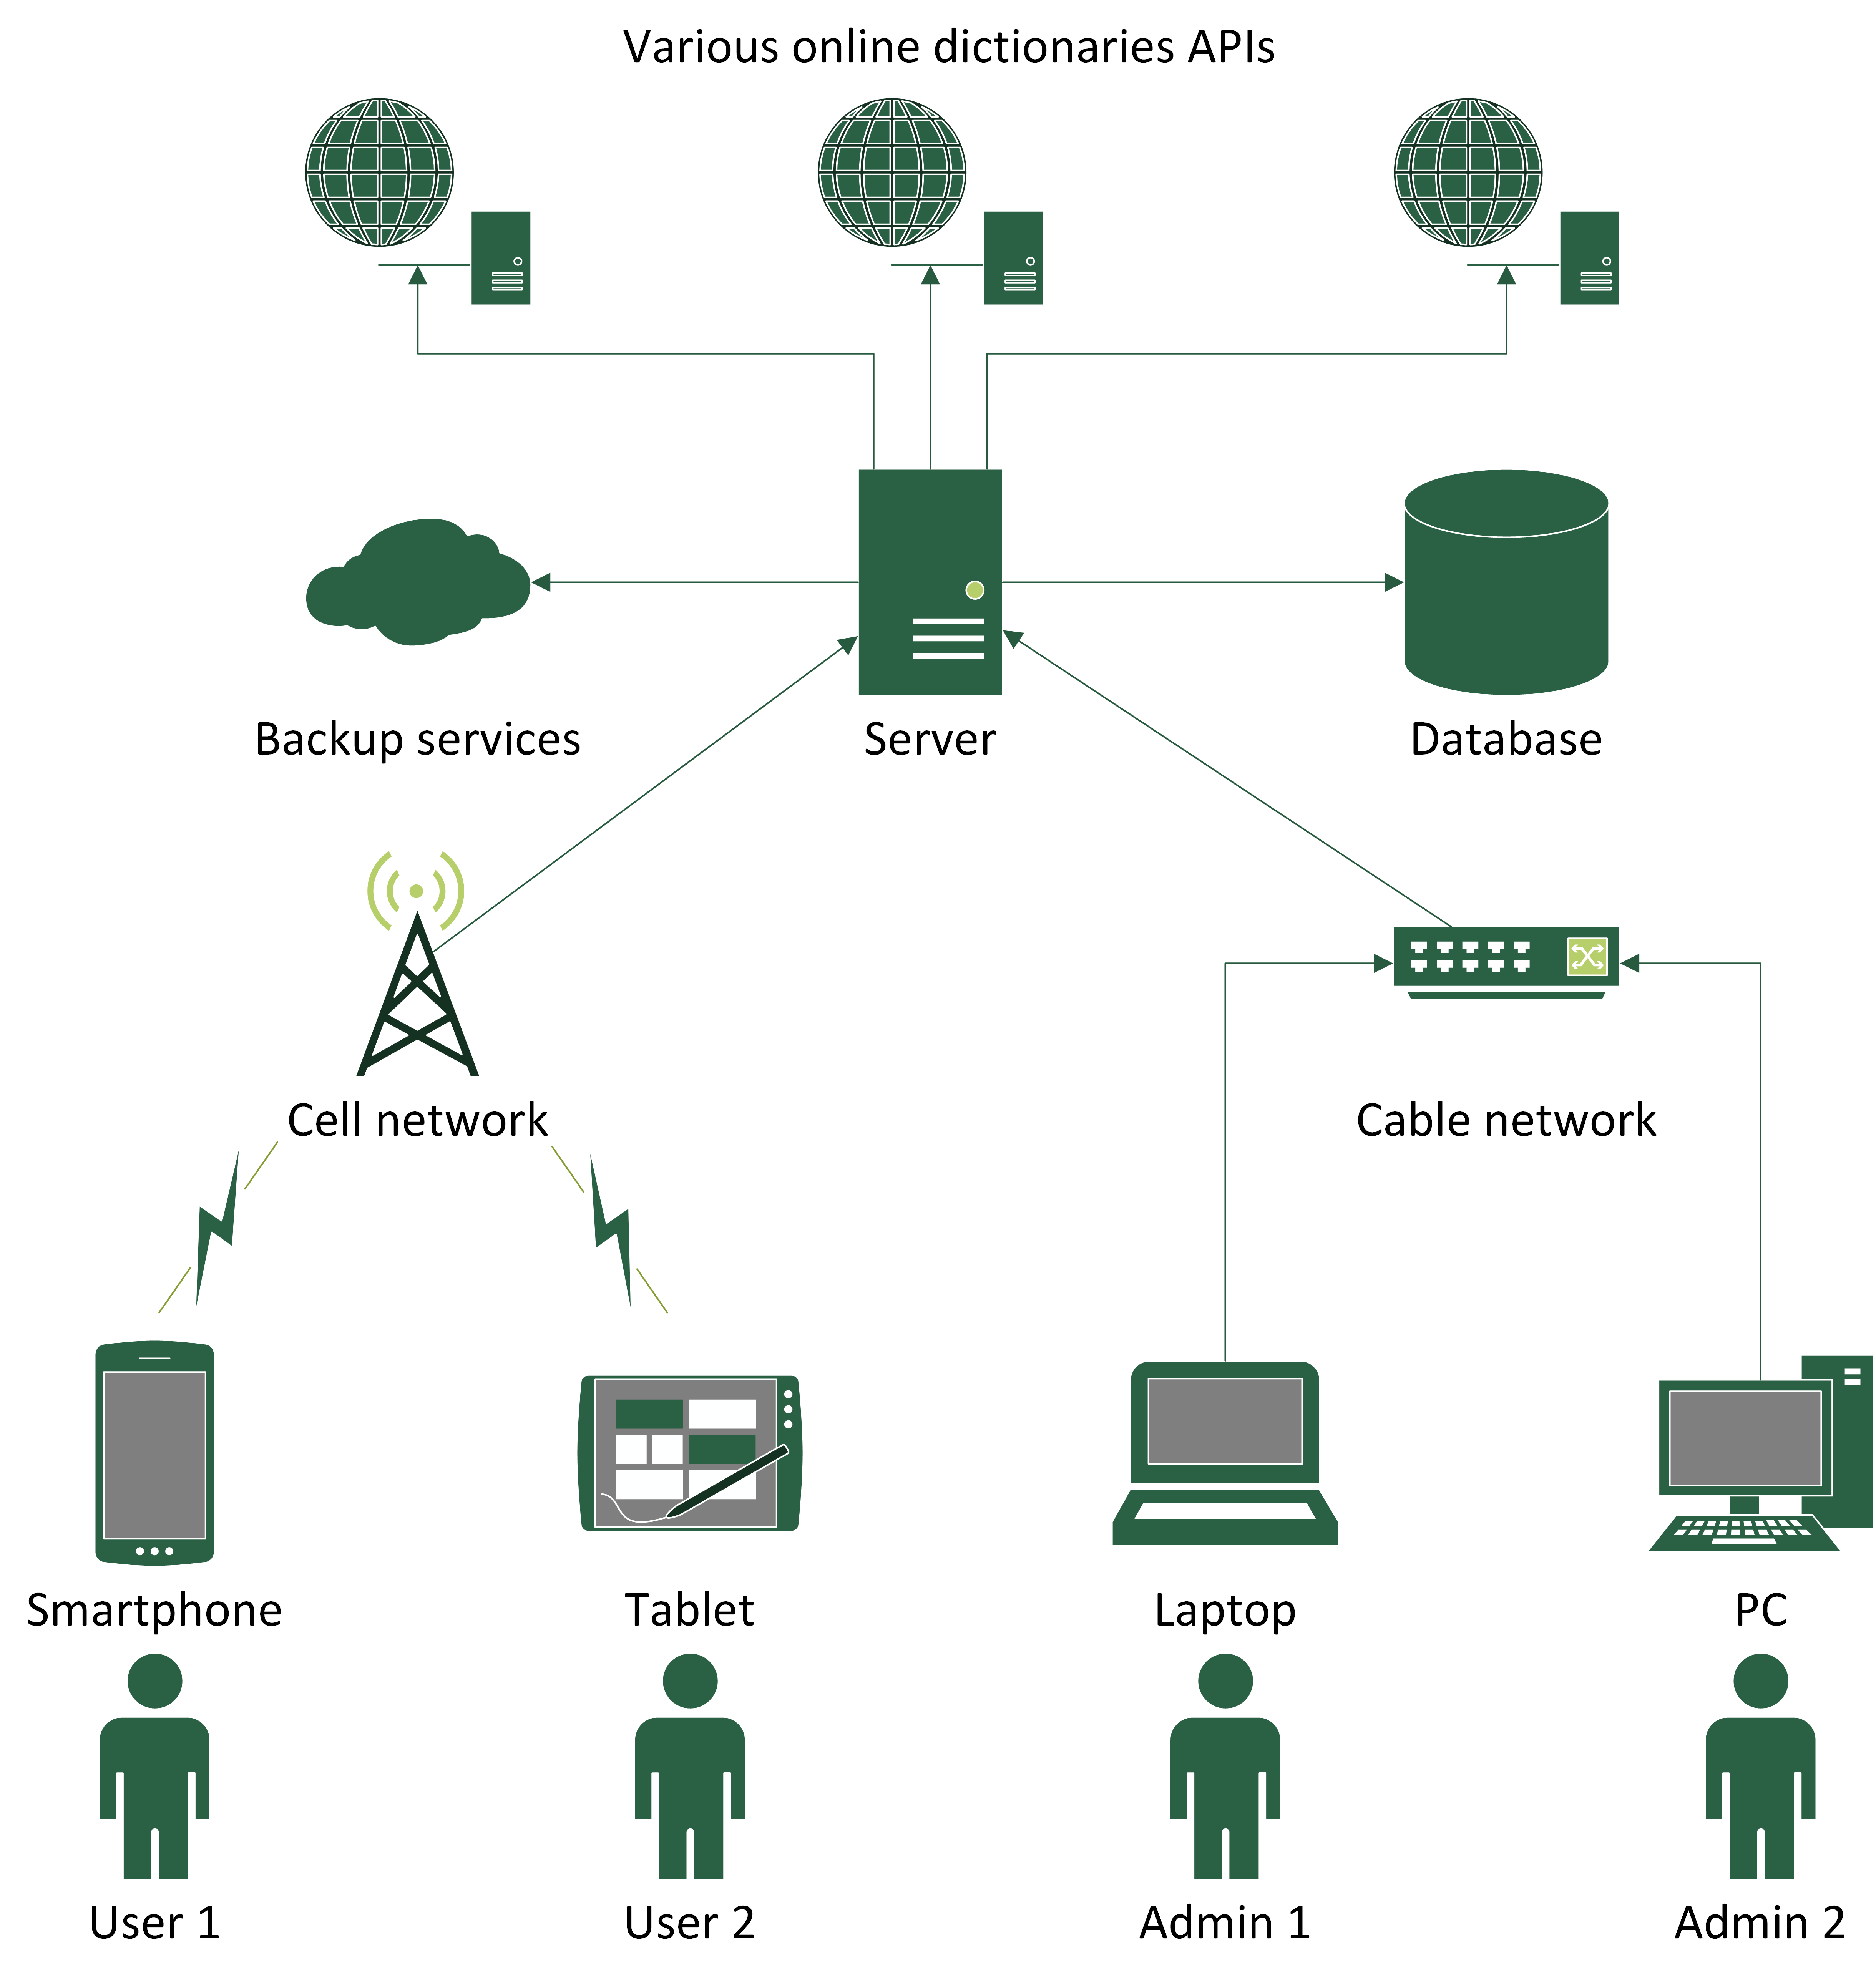 Various online dictionaries APIs
Backup services
Server
Database
Cell network
Cable network
Smartphone
Tablet
Laptop
PC
User 1
User 2
Admin 1
Admin 2